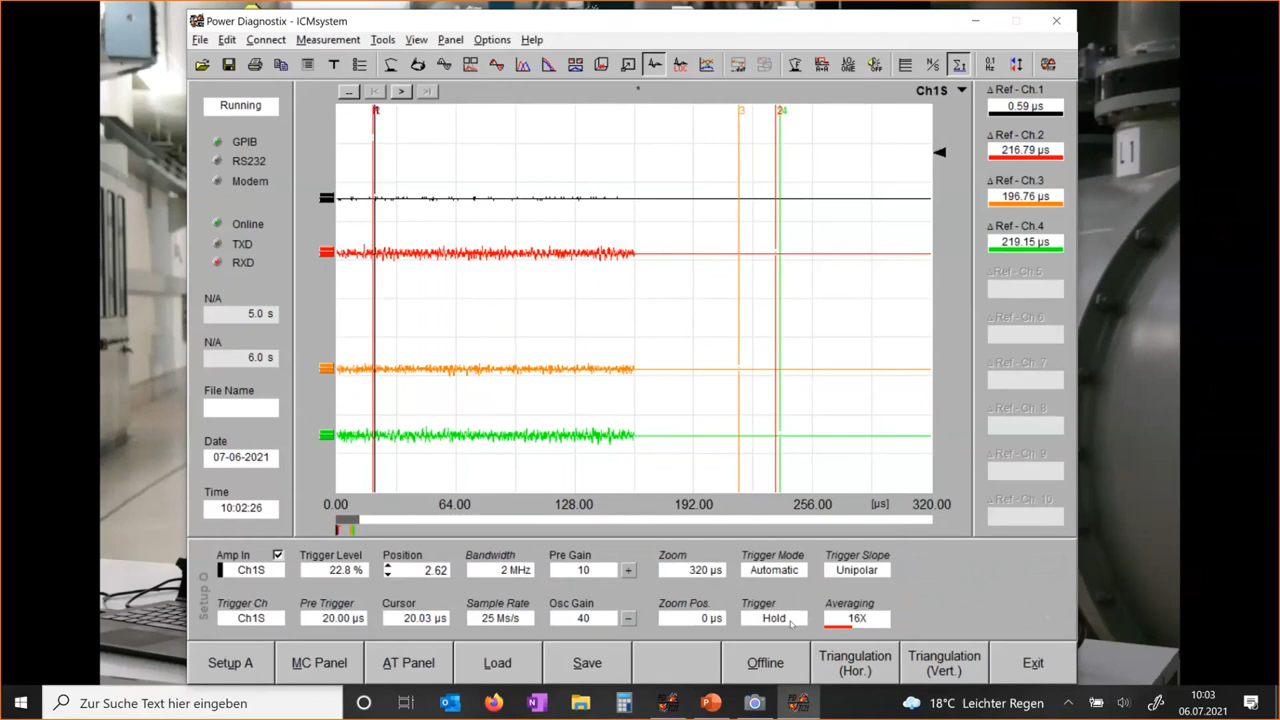 Power Diagnostix - ICMsystem
File Edit Connect Measurement Tools View Panel Options Help
Running
GPIB
RS232
Modem
Online
TXD
RXD
N/A
5.0 s
N/A
6.0 s
File Name
Date
07-06-2021
Time
10:02:26
-- |< > >|
Ch1S
3
24
0.00 64.00 128.00 192.00 256.00 [µs] 320.00
Δ Ref - Ch.1
0.59 µs
Δ Ref - Ch.2
216.79 µs
Δ Ref - Ch.3
196.76 µs
Δ Ref - Ch.4
219.15 µs
Δ Ref - Ch.5
Δ Ref - Ch.6
Δ Ref - Ch.7
Δ Ref - Ch.8
Δ Ref - Ch.9
Δ Ref - Ch. 10
L1
Setup O
Amp In Trigger Level Position Bandwidth Pre Gain Zoom Trigger Mode Trigger Slope
Ch1S 22.8 % 2.62 2 MHz 10 + 320 µs Automatic Unipolar
Trigger Ch Pre Trigger Cursor Sample Rate Osc Gain Zoom Pos. Trigger Averaging
Ch1S 20.00 µs 20.03 µs 25 Ms/s 40 − 0 µs Hold 16X
Setup A MC Panel AT Panel Load Save Offline Triangulation (Hor.) Triangulation (Vert.) Exit
Zur Suche Text hier eingeben
18°C Leichter Regen
10:03
06.07.2021